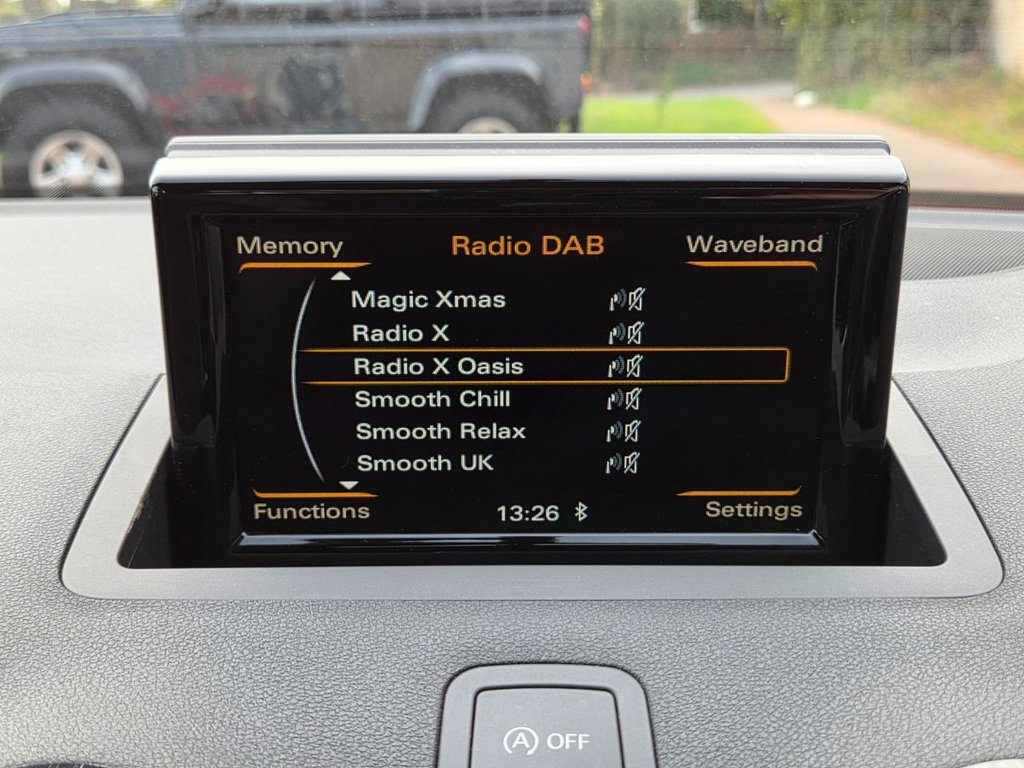 Memory Radio DAB Waveband
Magic Xmas
Radio X
Radio X Oasis
Smooth Chill
Smooth Relax
Smooth UK
Functions 13:26 Settings
A OFF